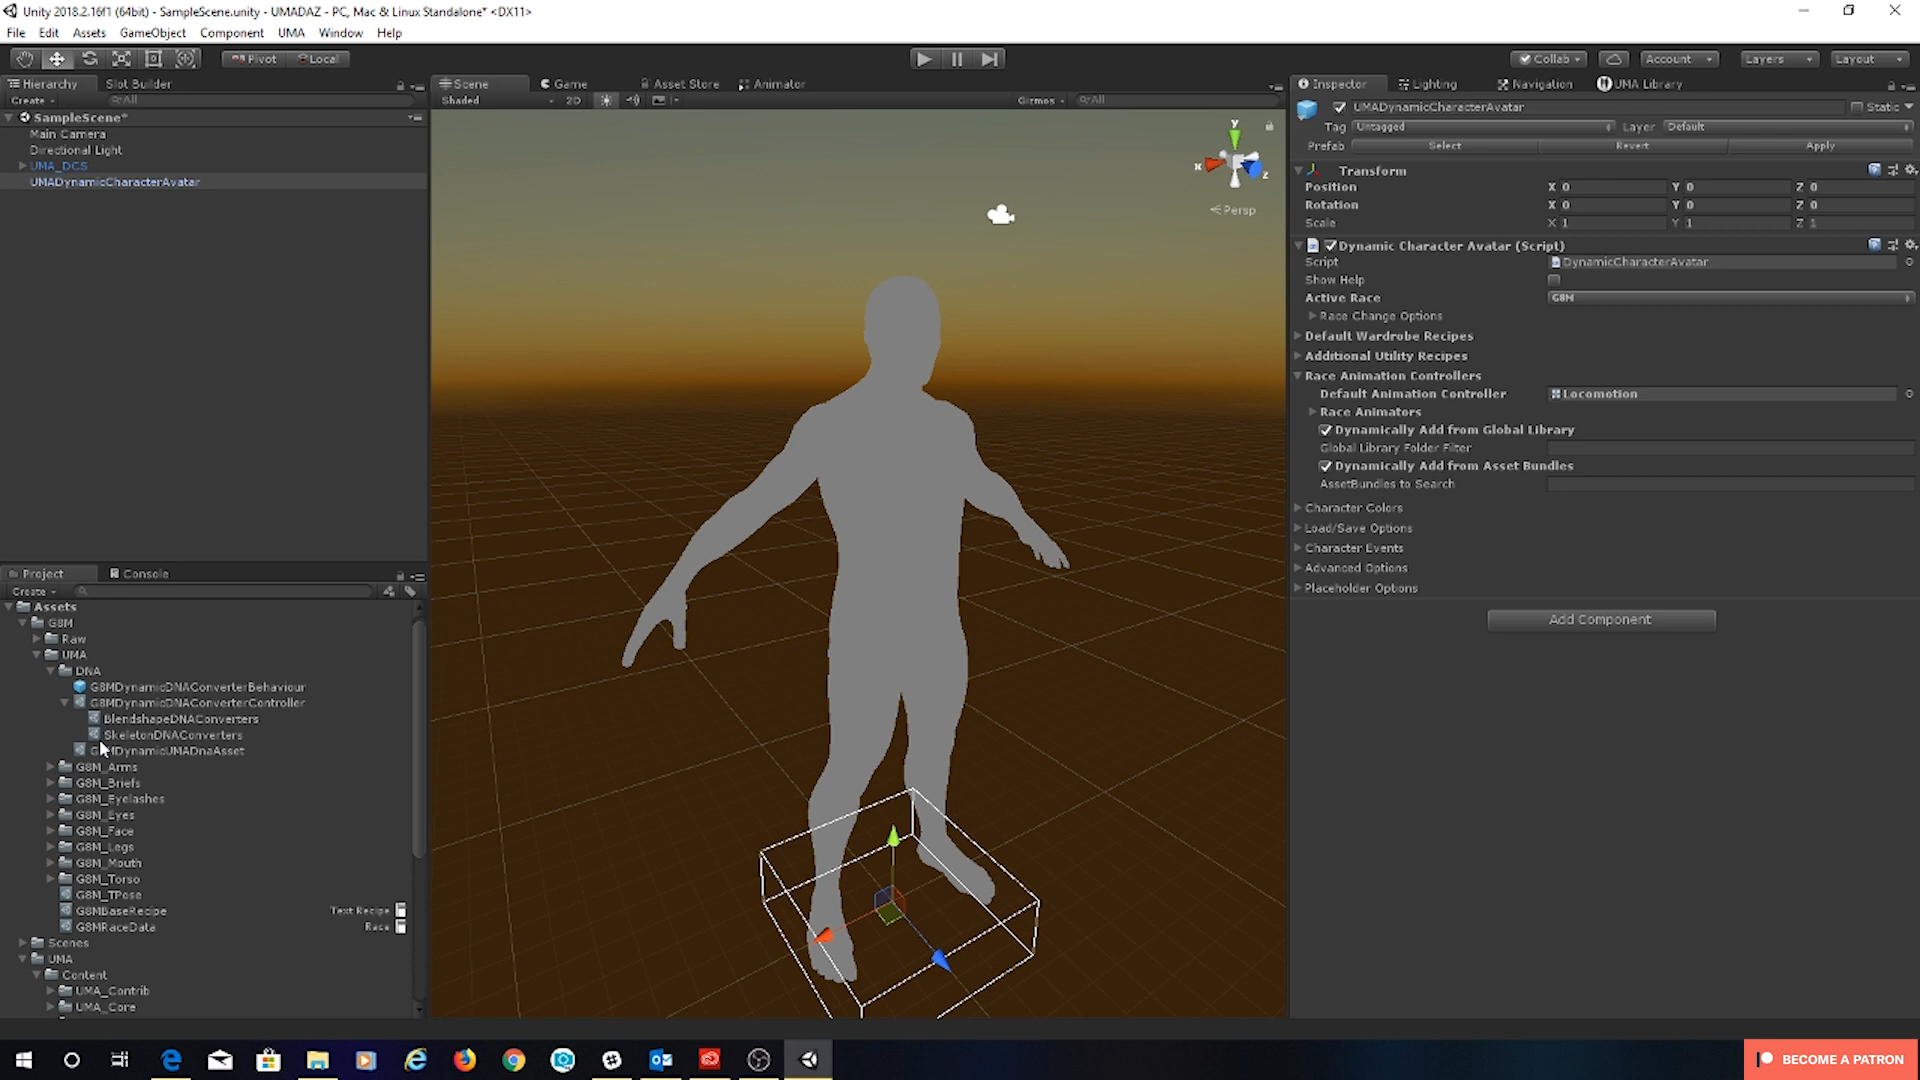 Unity 2018.2.16f1 (64bit) - SampleScene.unity - UMADAZ - PC, Mac & Linux Standalone* <DX11>
File Edit Assets GameObject Component UMA Window Help
Pivot Local
Collab Account Layers Layout
Hierarchy Slot Builder
Create All
SampleScene*
Main Camera
Directional Light
UMA_DCS
UMADynamicCharacterAvatar
Scene Game Asset Store Animator
Shaded 2D Gizmos All
y
x
z
Persp
Inspector Lighting Navigation UMA Library
UMADynamicCharacterAvatar Static
Tag Untagged Layer Default
Prefab Select Revert Apply
Transform
Position X 0 Y 0 Z 0
Rotation X 0 Y 0 Z 0
Scale X 1 Y 1 Z 1
Dynamic Character Avatar (Script)
Script DynamicCharacterAvatar
Show Help
Active Race G8M
Race Change Options
Default Wardrobe Recipes
Additional Utility Recipes
Race Animation Controllers
Default Animation Controller Locomotion
Race Animators
Dynamically Add from Global Library
Global Library Folder Filter
Dynamically Add from Asset Bundles
AssetBundles to Search
Character Colors
Load/Save Options
Character Events
Advanced Options
Placeholder Options
Add Component
Project Console
Create
Assets
G8M
Raw
UMA
DNA
G8MDynamicDNAConverterBehaviour
G8MDynamicDNAConverterController
BlendshapeDNAConverters
SkeletonDNAConverters
G8MDynamicUMADnaAsset
G8M_Arms
G8M_Briefs
G8M_Eyelashes
G8M_Eyes
G8M_Face
G8M_Legs
G8M_Mouth
G8M_Torso
G8M_TPose
G8MBaseRecipe Text Recipe
G8MRaceData Race
Scenes
UMA
Content
UMA_Contrib
UMA_Core
BECOME A PATRON